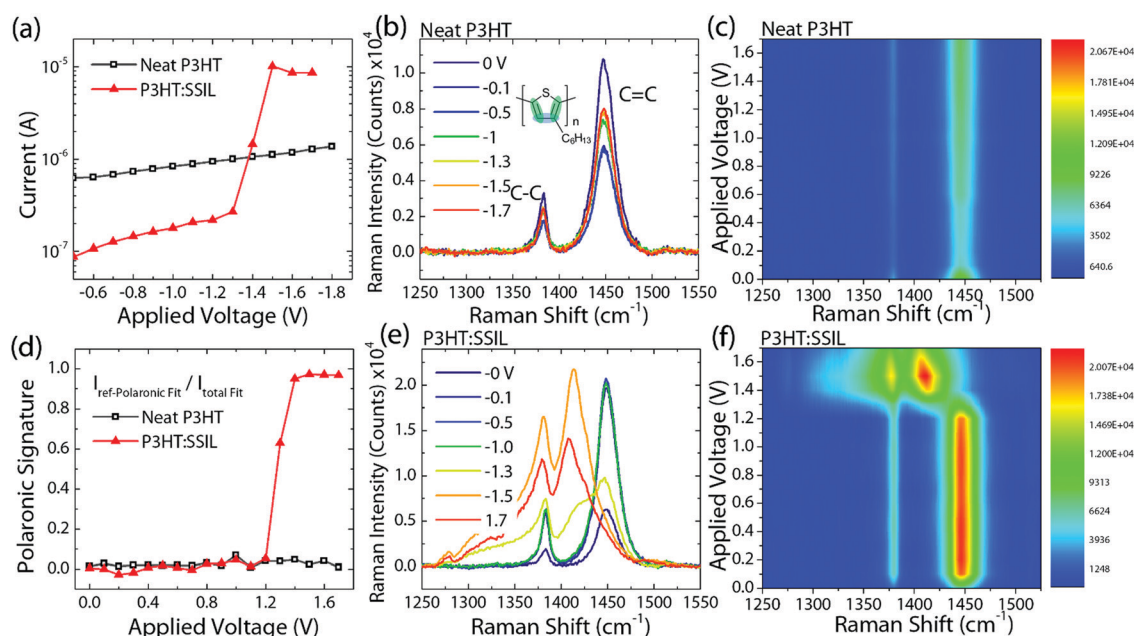 (a)
10⁻⁵
10⁻⁶
10⁻⁷
Current (A)
Neat P3HT
P3HT:SSIL
-0.6 -0.8 -1.0 -1.2 -1.4 -1.6 -1.8
Applied Voltage (V)
(b) Neat P3HT
Raman Intensity (Counts) x10⁴
1.0
0.8
0.6
0.4
0.2
0.0
0 V
-0.1
-0.5
-1
-1.3
-1.5
-1.7
S
n
C₆H₁₃
C=C
C-C
1250 1300 1350 1400 1450 1500 1550
Raman Shift (cm⁻¹)
(c) Neat P3HT
Applied Voltage (V)
1.6
1.4
1.2
1.0
0.8
0.6
0.4
0.2
0.0
1250 1300 1350 1400 1450 1500
Raman Shift (cm⁻¹)
2.067E+04
1.781E+04
1.495E+04
1.209E+04
9226
6364
3502
640.6
(d)
Polaronic Signature
1.0
0.8
0.6
0.4
0.2
0.0
I ref-Polaronic Fit / I total Fit
Neat P3HT
P3HT:SSIL
0.0 0.4 0.8 1.2 1.6
Applied Voltage (V)
(e) P3HT:SSIL
Raman Intensity (Counts) x10⁴
2.0
1.5
1.0
0.5
0.0
-0 V
-0.1
-0.5
-1.0
-1.3
-1.5
1.7
1250 1300 1350 1400 1450 1500 1550
Raman Shift (cm⁻¹)
(f) P3HT:SSIL
Applied Voltage (V)
1.6
1.4
1.2
1.0
0.8
0.6
0.4
0.2
0.0
1250 1300 1350 1400 1450 1500
Raman Shift (cm⁻¹)
2.007E+04
1.738E+04
1.469E+04
1.200E+04
9313
6624
3936
1248